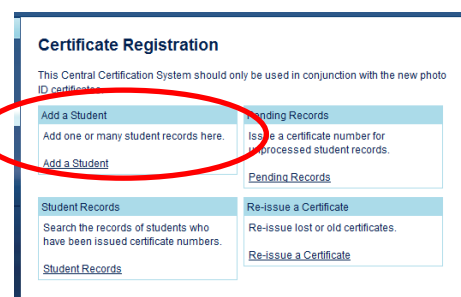 Certificate Registration
This Central Certification System should only be used in conjunction with the new photo
ID certificates.
Add a Student
Add one or many student records here.
Add a Student
Pending Records
Issue a certificate number for
unprocessed student records.
Pending Records
Student Records
Search the records of students who
have been issued certificate numbers.
Student Records
Re-issue a Certificate
Re-issue lost or old certificates.
Re-issue a Certificate